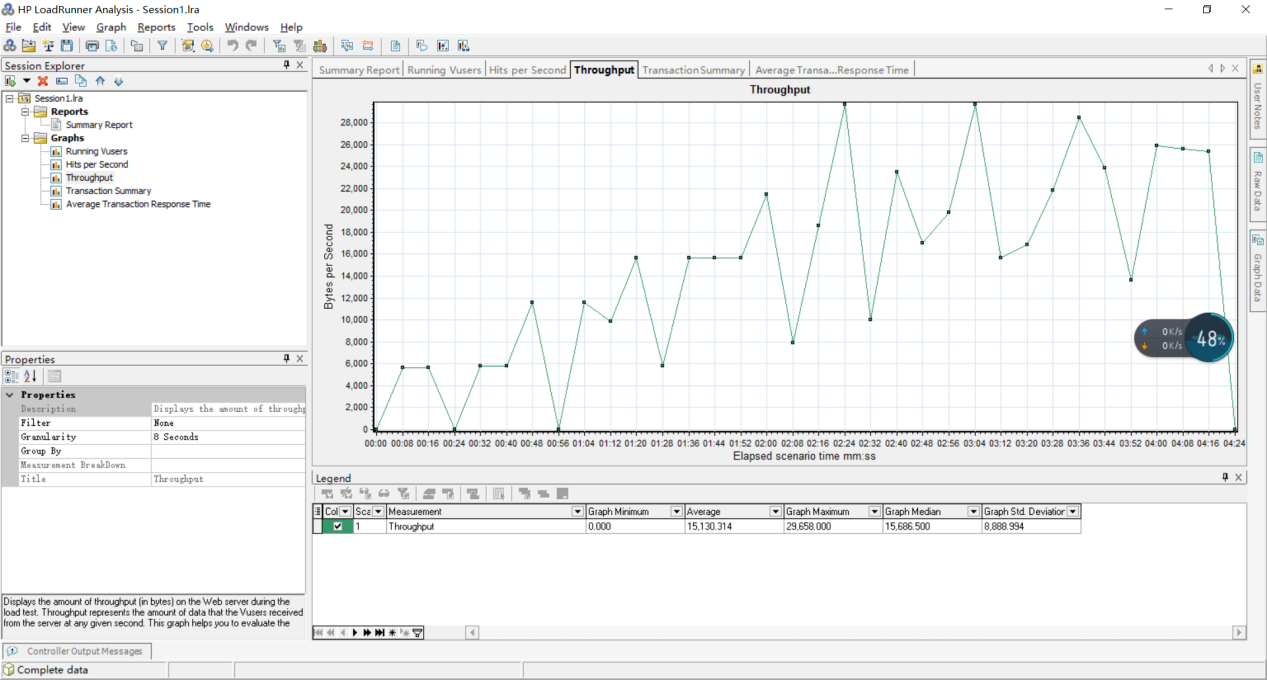 HP LoadRunner Analysis - Session1.lra
File Edit View Graph Reports Tools Windows Help
Session Explorer
Session1.lra
Reports
Summary Report
Graphs
Running Vusers
Hits per Second
Throughput
Transaction Summary
Average Transaction Response Time
Properties
Properties
Description Displays the amount of throughp
Filter None
Granularity 8 Seconds
Group By
Measurement BreakDown
Title Throughput
Displays the amount of throughput (in bytes) on the Web server during the
load test. Throughput represents the amount of data that the Vusers received
from the server at any given second. This graph helps you to evaluate the
Summary Report Running Vusers Hits per Second Throughput Transaction Summary Average Transa...Response Time
Throughput
Bytes per Second
28,000
26,000
24,000
22,000
20,000
18,000
16,000
14,000
12,000
10,000
8,000
6,000
4,000
2,000
0
00:00 00:08 00:16 00:24 00:32 00:40 00:48 00:56 01:04 01:12 01:20 01:28 01:36 01:44 01:52 02:00 02:08 02:16 02:24 02:32 02:40 02:48 02:56 03:04 03:12 03:20 03:28 03:36 03:44 03:52 04:00 04:08 04:16 04:24
Elapsed scenario time mm:ss
0K/s
0K/s
48%
User Notes
Raw Data
Graph Data
Legend
Col Sca Measurement Graph Minimum Average Graph Maximum Graph Median Graph Std. Deviation
1 Throughput 0.000 15,130.314 29,658.000 15,686.500 8,888.994
Controller Output Messages
Complete data